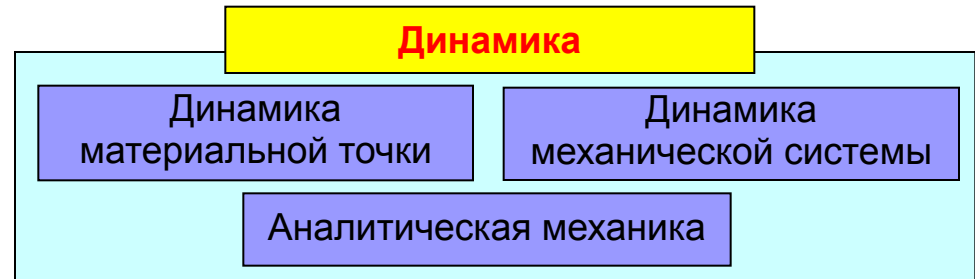 Динамика
Динамика
материальной точки
Динамика
механической системы
Аналитическая механика